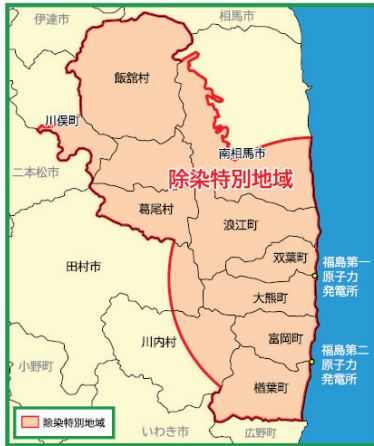 伊達市
相馬市
飯舘村
川俣町
南相馬市
二本松市
除染特別地域
葛尾村
浪江町
双葉町
福島第一
原子力
発電所
田村市
大熊町
川内村
富岡町
福島第二
原子力
発電所
小野町
楢葉町
除染特別地域
いわき市
広野町